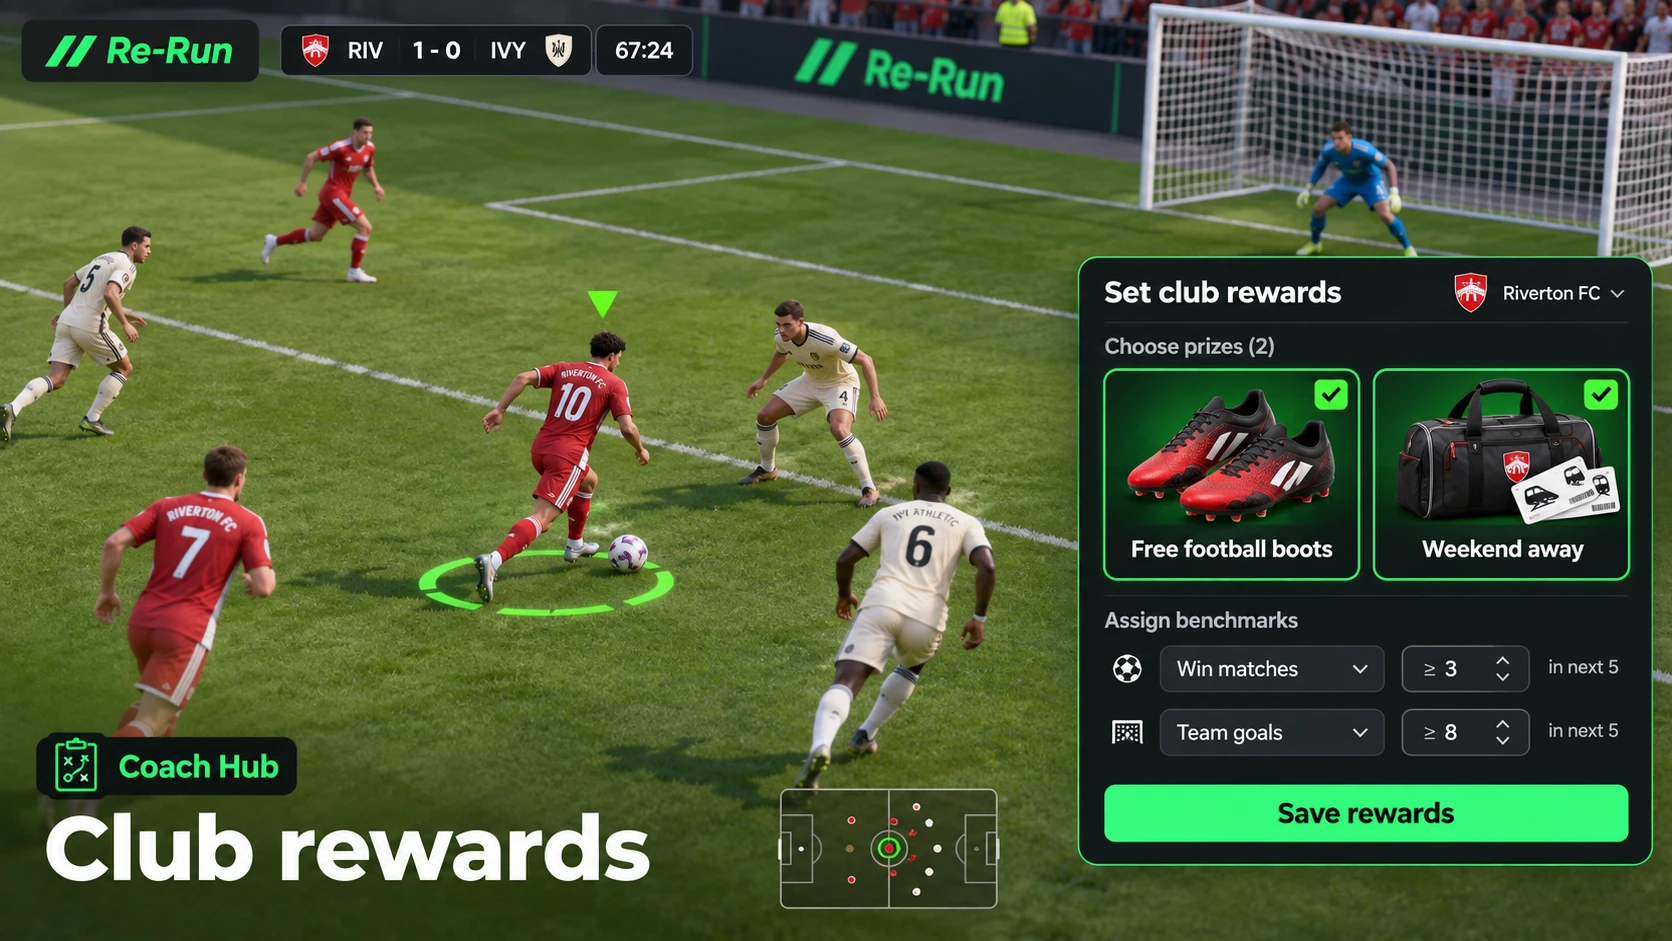 Re-Run
RIV 1 - 0 IVY
67:24
Re-Run
5
RIVERTON FC
10
4
RIVERTON FC
7
IVY ATHLETIC
6
Set club rewards
Riverton FC
Choose prizes (2)
Free football boots
Weekend away
Assign benchmarks
Win matches
≥ 3
in next 5
Team goals
≥ 8
in next 5
Save rewards
Coach Hub
Club rewards